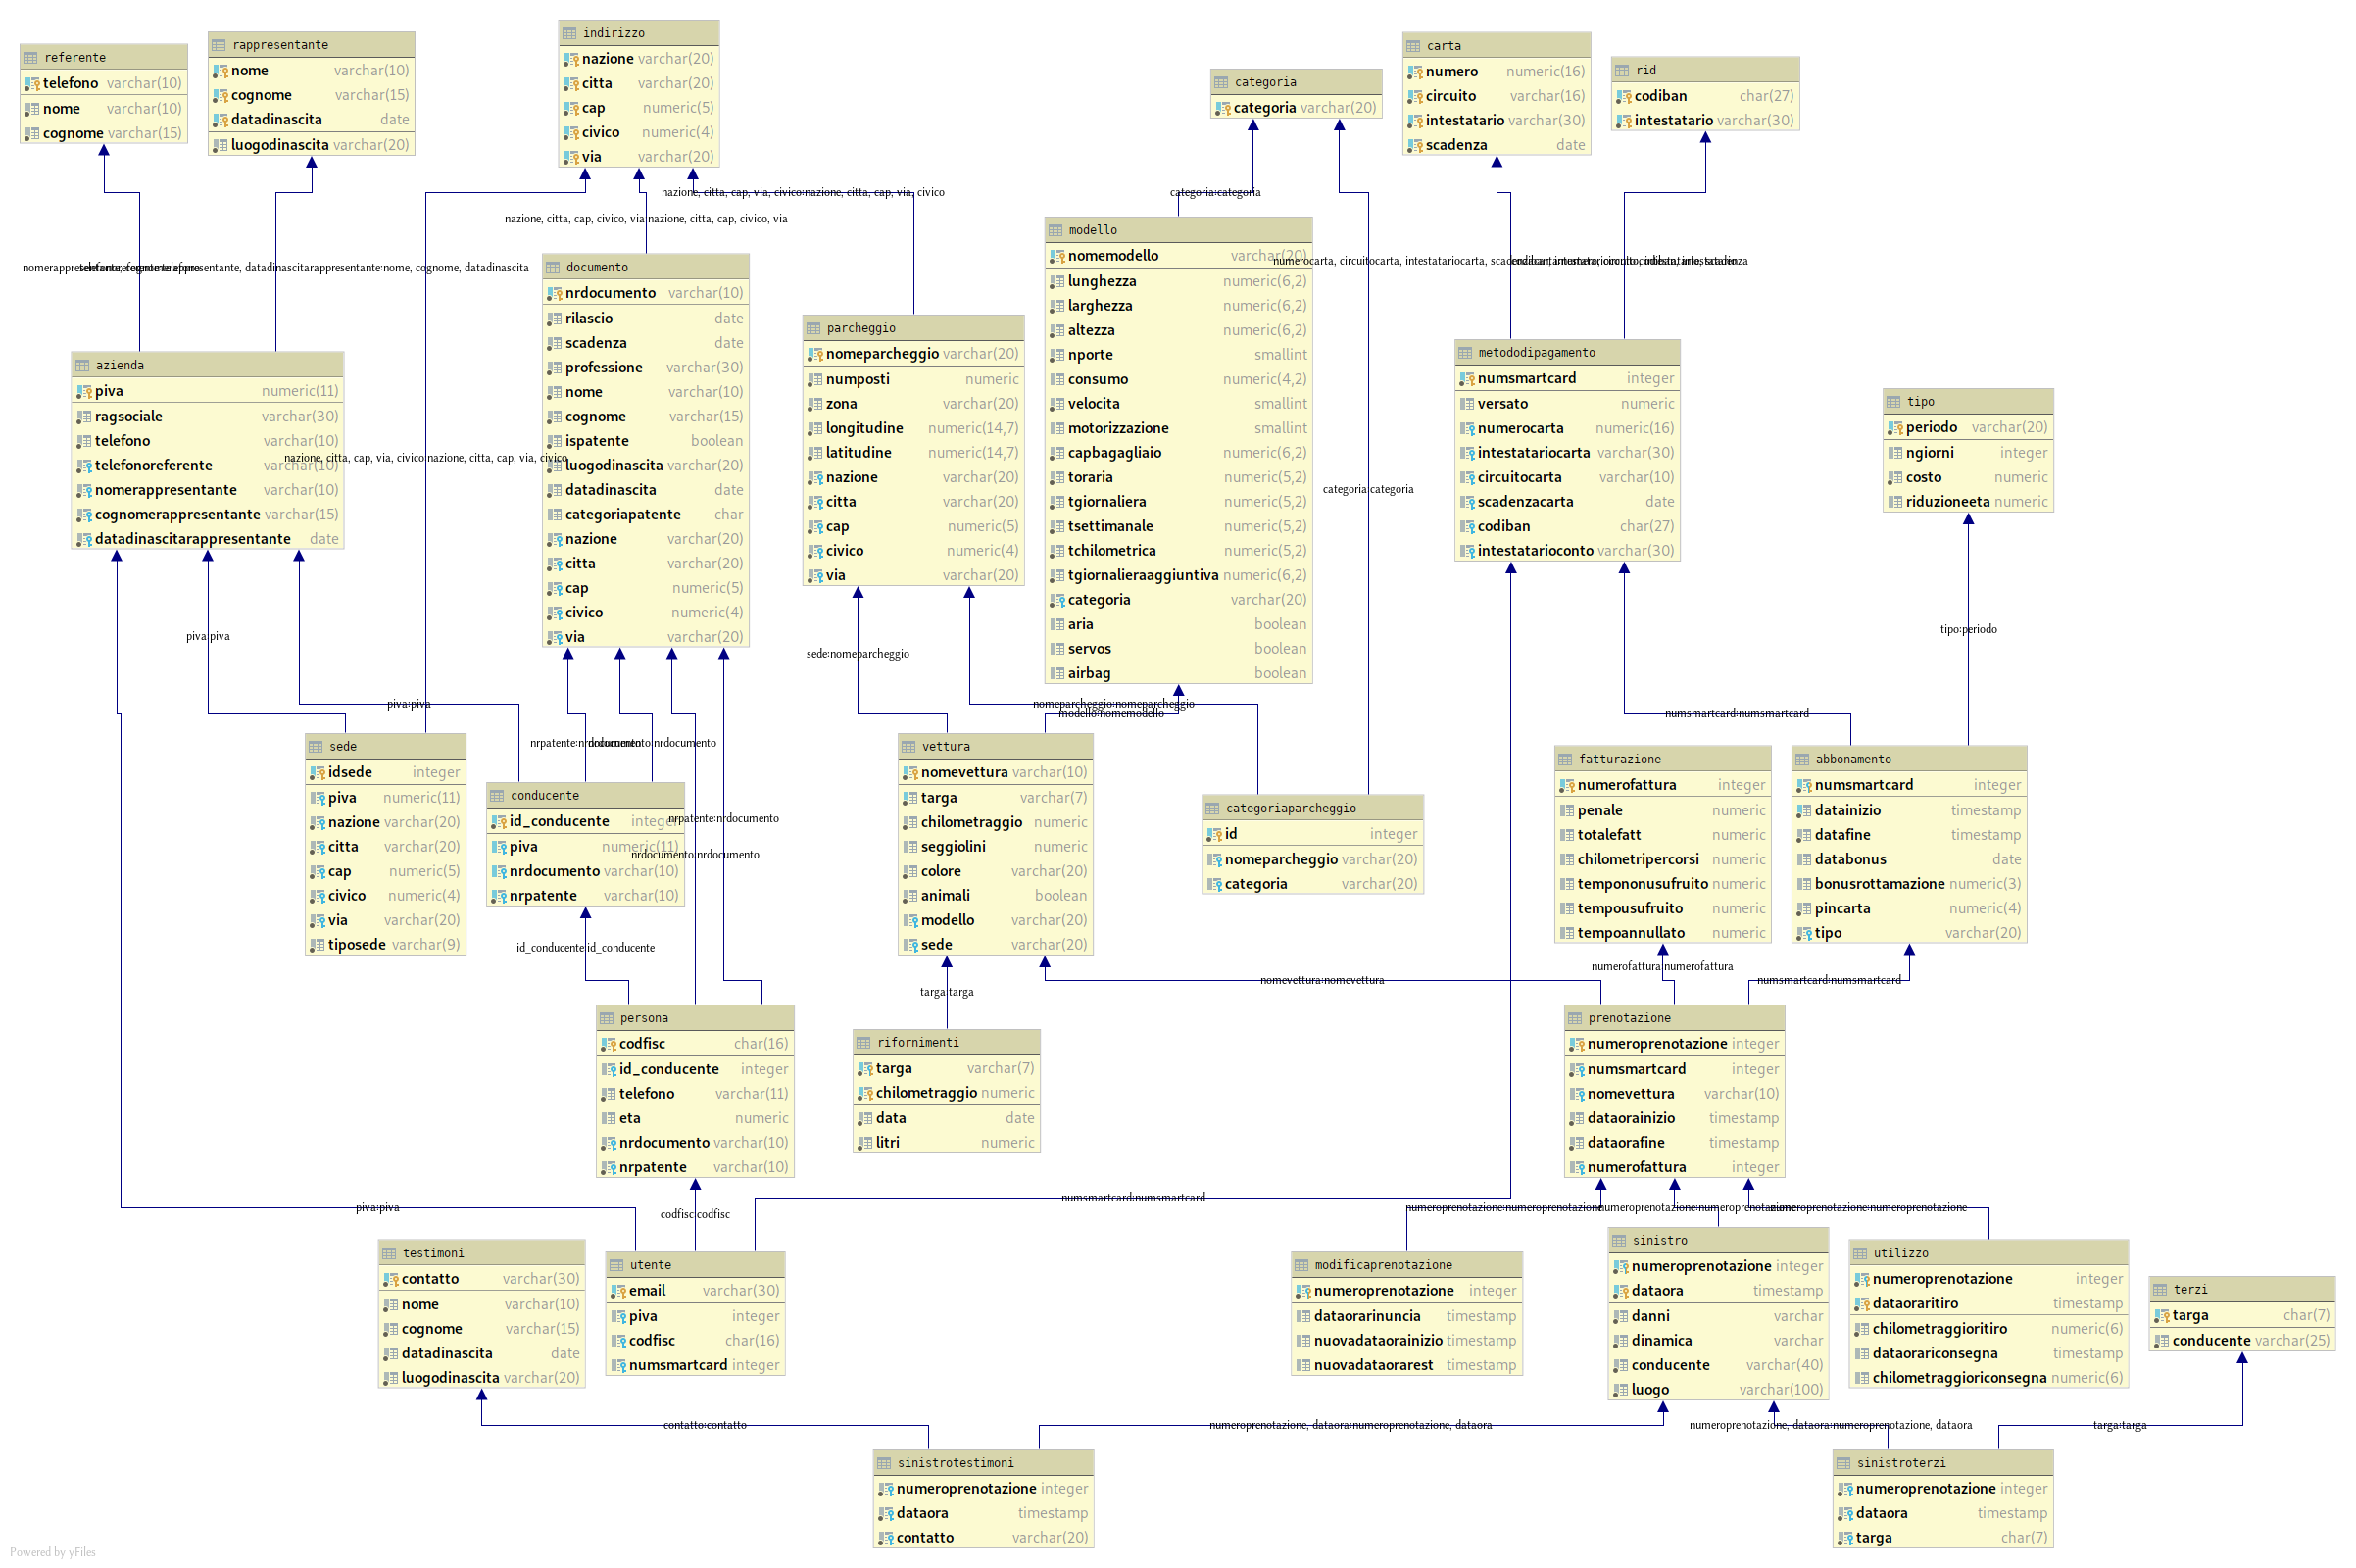 referente
telefono varchar(10)
nome varchar(10)
cognome varchar(15)
rappresentante
nome varchar(10)
cognome varchar(15)
datadinascita date
luogodinascita varchar(20)
indirizzo
nazione varchar(20)
citta varchar(20)
cap numeric(5)
civico numeric(4)
via varchar(20)
categoria
categoria varchar(20)
carta
numero numeric(16)
circuito varchar(16)
intestatario varchar(30)
scadenza date
rid
codiban char(27)
intestatario varchar(30)
nazione, citta, cap, via, civico:nazione, citta, cap, via, civico
categoria:categoria
nazione, citta, cap, civico, via:nazione, citta, cap, civico, via
modello
nomemodello varchar(20)
lunghezza numeric(6,2)
larghezza numeric(6,2)
altezza numeric(6,2)
nporte smallint
consumo numeric(4,2)
velocita smallint
motorizzazione smallint
capbagagliaio numeric(6,2)
toraria numeric(5,2)
tgiornaliera numeric(5,2)
tsettimanale numeric(5,2)
tchilometrica numeric(5,2)
tgiornalieraaggiuntiva numeric(6,2)
categoria varchar(20)
aria boolean
servos boolean
airbag boolean
documento
nrdocumento varchar(10)
rilascio date
scadenza date
professione varchar(30)
nome varchar(10)
cognome varchar(15)
ispatente boolean
luogodinascita varchar(20)
datadinascita date
categoriapatente char
nazione varchar(20)
citta varchar(20)
cap numeric(5)
civico numeric(4)
via varchar(20)
parcheggio
nomeparcheggio varchar(20)
numposti numeric
zona varchar(20)
longitudine numeric(14,7)
latitudine numeric(14,7)
nazione varchar(20)
citta varchar(20)
cap numeric(5)
civico numeric(4)
via varchar(20)
azienda
piva numeric(11)
ragsociale varchar(30)
telefono varchar(10)
telefonoreferente varchar(10)
nomerappresentante varchar(10)
cognomerappresentante varchar(15)
datadinascitarappresentante date
nazione, citta, cap, via, civico:nazione, citta, cap, via, civico
metododipagamento
numsmartcard integer
versato numeric
numerocarta numeric(16)
intestatariocarta varchar(30)
circuitocarta varchar(10)
scadenzacarta date
codiban char(27)
intestatarioconto varchar(30)
tipo
periodo varchar(20)
ngiorni integer
costo numeric
riduzioneeta numeric
categoria:categoria
piva:piva
sede:nomeparcheggio
tipo:periodo
piva:piva
nomeparcheggio:nomeparcheggio
modello:nomemodello
numsmartcard:numsmartcard
sede
idsede integer
piva numeric(11)
nazione varchar(20)
citta varchar(20)
cap numeric(5)
civico numeric(4)
via varchar(20)
tiposede varchar(9)
conducente
id_conducente integer
piva numeric(11)
nrdocumento varchar(10)
nrpatente varchar(10)
nrpatente:nrdocumento
nrdocumento:nrdocumento
vettura
nomevettura varchar(10)
targa varchar(7)
chilometraggio numeric
seggiolini numeric
colore varchar(20)
animali boolean
modello varchar(20)
sede varchar(20)
categoriaparcheggio
id integer
nomeparcheggio varchar(20)
categoria varchar(20)
fatturazione
numerofattura integer
penale numeric
totalefatt numeric
chilometripercorsi numeric
tempononusufruito numeric
tempousufruito numeric
tempoannullato numeric
abbonamento
numsmartcard integer
datainizio timestamp
datafine timestamp
databonus date
bonusrottamazione numeric(3)
pincarta numeric(4)
tipo varchar(20)
id_conducente:id_conducente
targa:targa
nomevettura:nomevettura
numerofattura:numerofattura
numsmartcard:numsmartcard
persona
codfisc char(16)
id_conducente integer
telefono varchar(11)
eta numeric
nrdocumento varchar(10)
nrpatente varchar(10)
rifornimenti
targa varchar(7)
chilometraggio numeric
data date
litri numeric
prenotazione
numeroprenotazione integer
numsmartcard integer
nomevettura varchar(10)
dataorainizio timestamp
dataorafine timestamp
numerofattura integer
piva:piva
codfisc:codfisc
numsmartcard:numsmartcard
numeroprenotazione:numeroprenotazione
numeroprenotazione:numeroprenotazione
numeroprenotazione:numeroprenotazione
testimoni
contatto varchar(30)
nome varchar(10)
cognome varchar(15)
datadinascita date
luogodinascita varchar(20)
utente
email varchar(30)
piva integer
codfisc char(16)
numsmartcard integer
modificaprenotazione
numeroprenotazione integer
dataorarinuncia timestamp
nuovadataorainizio timestamp
nuovadataorarest timestamp
sinistro
numeroprenotazione integer
dataora timestamp
danni varchar
dinamica varchar
conducente varchar(40)
luogo varchar(100)
utilizzo
numeroprenotazione integer
dataoraritiro timestamp
chilometraggioritiro numeric(6)
dataorariconsegna timestamp
chilometraggioriconsegna numeric(6)
terzi
targa char(7)
conducente varchar(25)
contatto:contatto
numeroprenotazione, dataora:numeroprenotazione, dataora
numeroprenotazione, dataora:numeroprenotazione, dataora
targa:targa
sinistrotestimoni
numeroprenotazione integer
dataora timestamp
contatto varchar(20)
sinistroterzi
numeroprenotazione integer
dataora timestamp
targa char(7)
Powered by yFiles